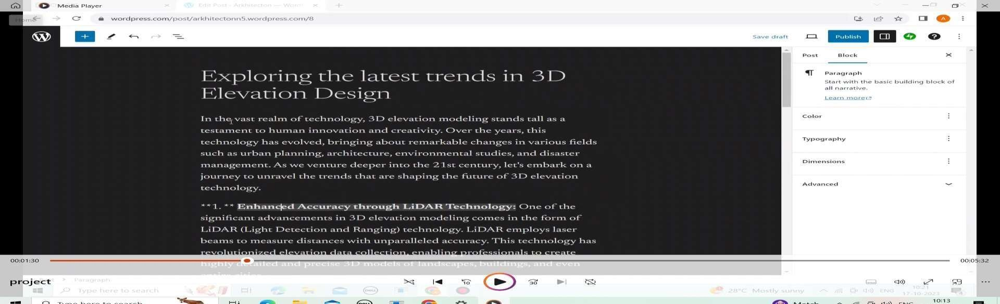 Media Player
Edit Post ‹ Arkhitecton — Word
Home
wordpress.com/post/arkhitectonn5.wordpress.com/8
A
Save draft
Publish
Post
Block
Exploring the latest trends in 3D
Elevation Design
Paragraph
Start with the basic building block of
all narrative.
Learn more
In the vast realm of technology, 3D elevation modeling stands tall as a
testament to human innovation and creativity. Over the years, this
technology has evolved, bringing about remarkable changes in various fields
such as urban planning, architecture, environmental studies, and disaster
management. As we venture deeper into the 21st century, let's embark on a
journey to unravel the trends that are shaping the future of 3D elevation
technology.
Color
Typography
Dimensions
Advanced
**1. ** Enhanced Accuracy through LiDAR Technology: One of the
significant advancements in 3D elevation modeling comes in the form of
LiDAR (Light Detection and Ranging) technology. LiDAR employs laser
beams to measure distances with unparalleled accuracy. This technology has
revolutionized elevation data collection, enabling professionals to create
highly detailed and precise 3D models of landscapes, buildings, and even
entire cities.
00:01:30
00:05:32
project
Paragraph
10
30
Type here to search
DELL
28°C Mostly sunny
ENG
10:21
17-10-2023
4
Type here to search
Match
ENG
10:13